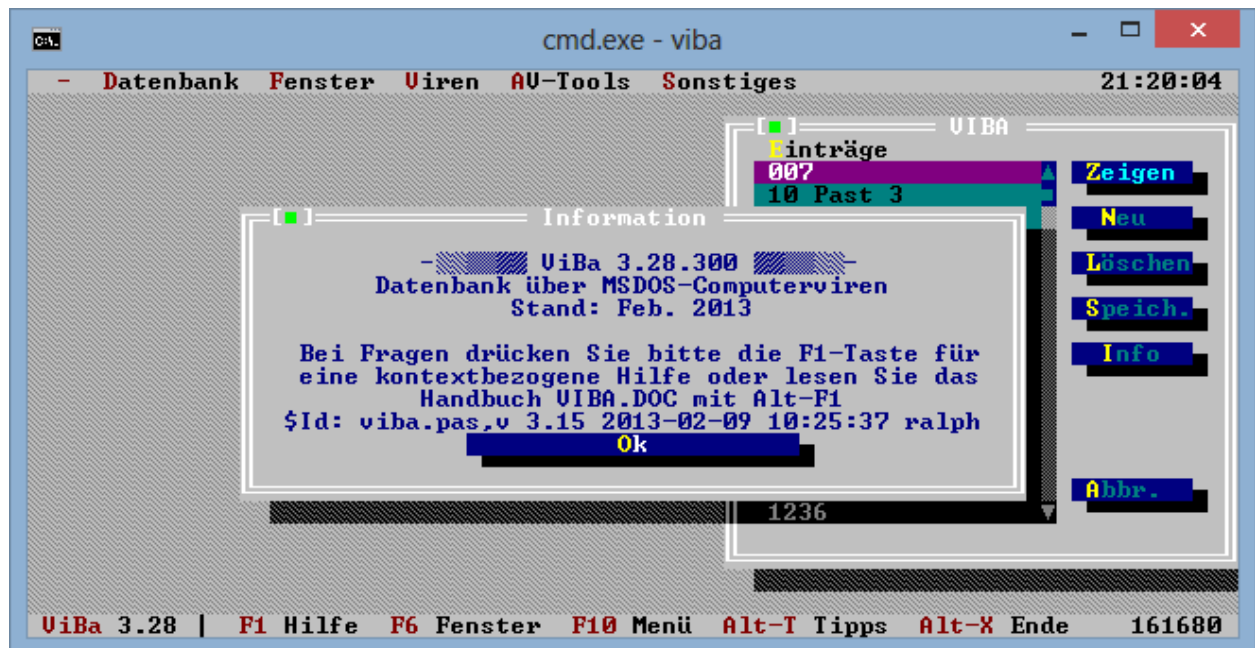 cmd.exe - viba
- Datenbank Fenster Viren AV-Tools Sonstiges 21:20:04
VIBA
Einträge
007
10 Past 3
1236
Zeigen
Neu
Löschen
Speich.
Info
Abbr.
Information
ViBa 3.28.300
Datenbank über MSDOS-Computerviren
Stand: Feb. 2013
Bei Fragen drücken Sie bitte die F1-Taste für
eine kontextbezogene Hilfe oder lesen Sie das
Handbuch VIBA.DOC mit Alt-F1
$Id: viba.pas,v 3.15 2013-02-09 10:25:37 ralph
Ok
ViBa 3.28 | F1 Hilfe F6 Fenster F10 Menü Alt-T Tipps Alt-X Ende 161680